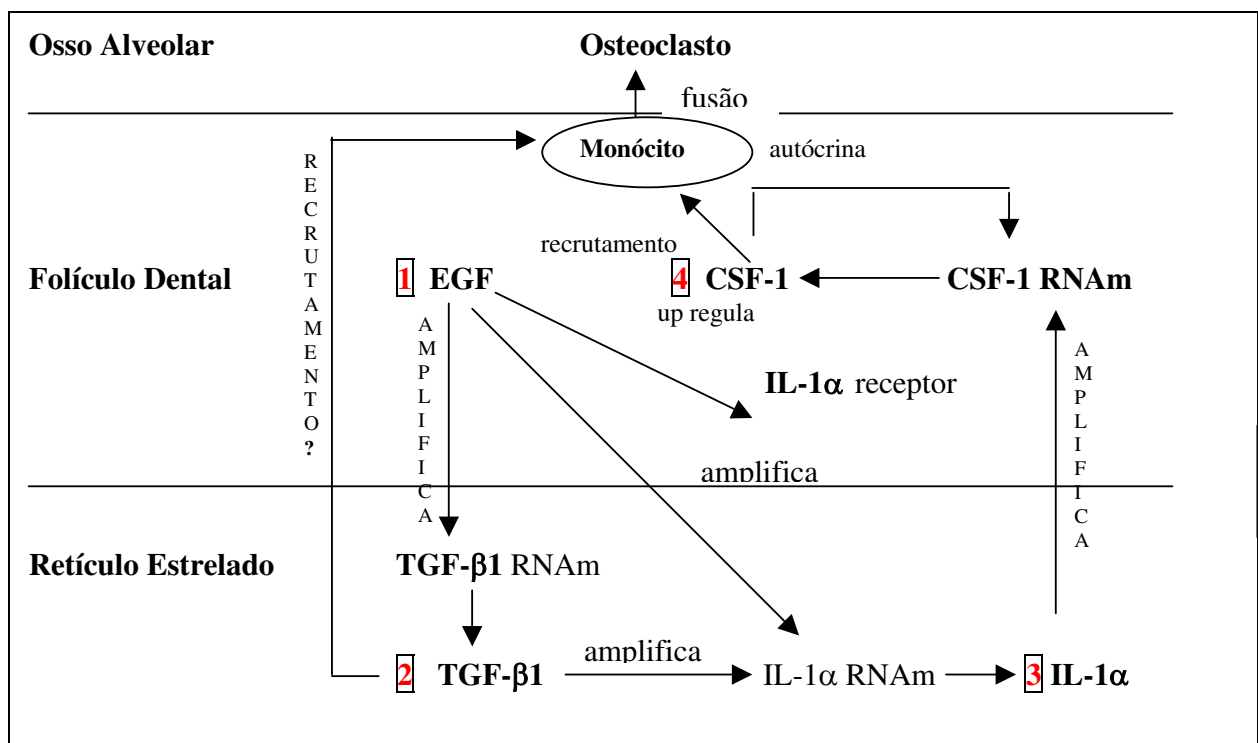 Osso Alveolar
Osteoclasto
fusão
Monócito
autócrina
RECRUTAMENTO?
recrutamento
Folículo Dental
1 EGF
4 CSF-1
CSF-1 RNAm
up regula
AMPLIFICA
IL-1α receptor
AMPLIFICA
amplifica
Retículo Estrelado
TGF-β1 RNAm
amplifica
2 TGF-β1
IL-1α RNAm
3 IL-1α